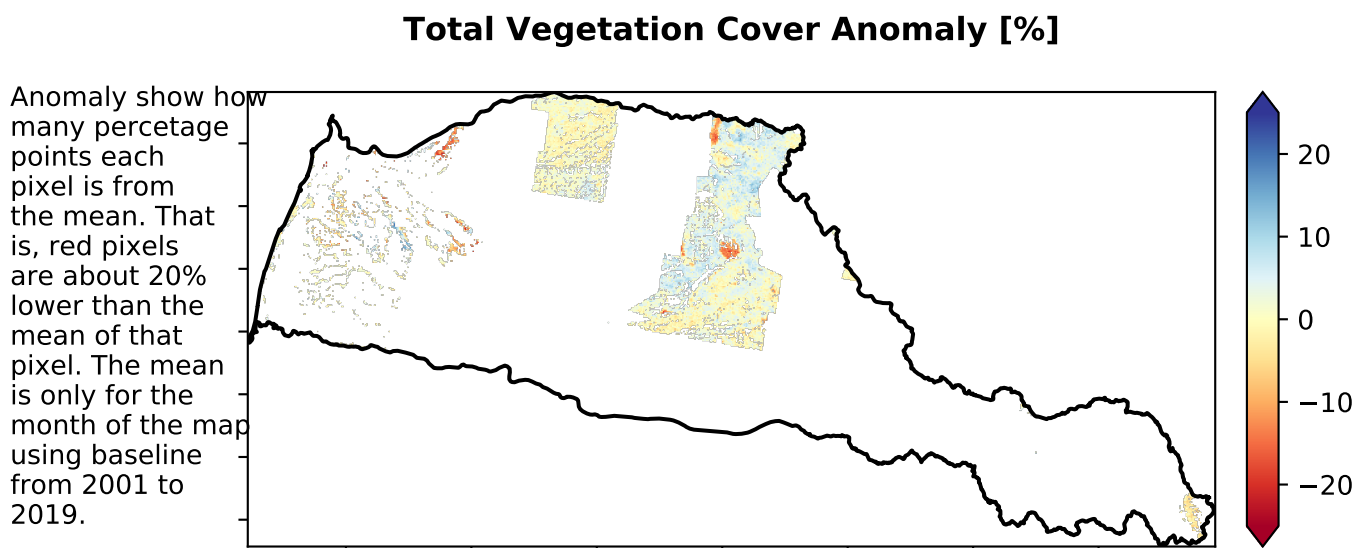 Total Vegetation Cover Anomaly [%]
Anomaly show how
many percetage
points each
pixel is from
the mean. That
is, red pixels
are about 20%
lower than the
mean of that
pixel. The mean
is only for the
month of the map
using baseline
from 2001 to
2019.
20
10
0
−10
−20